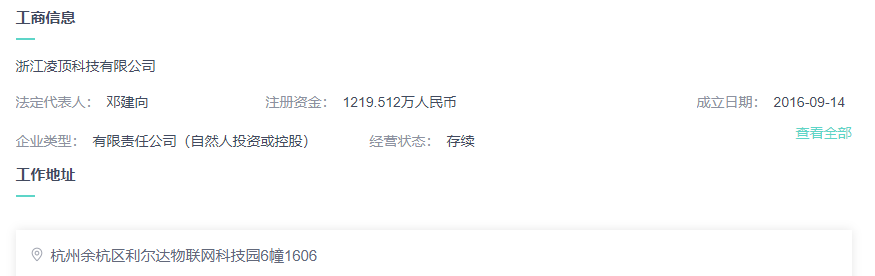 工商信息
浙江凌顶科技有限公司
法定代表人： 邓建向 注册资金： 1219.512万人民币 成立日期： 2016-09-14
企业类型： 有限责任公司（自然人投资或控股） 经营状态： 存续 查看全部
工作地址
杭州余杭区利尔达物联网科技园6幢1606